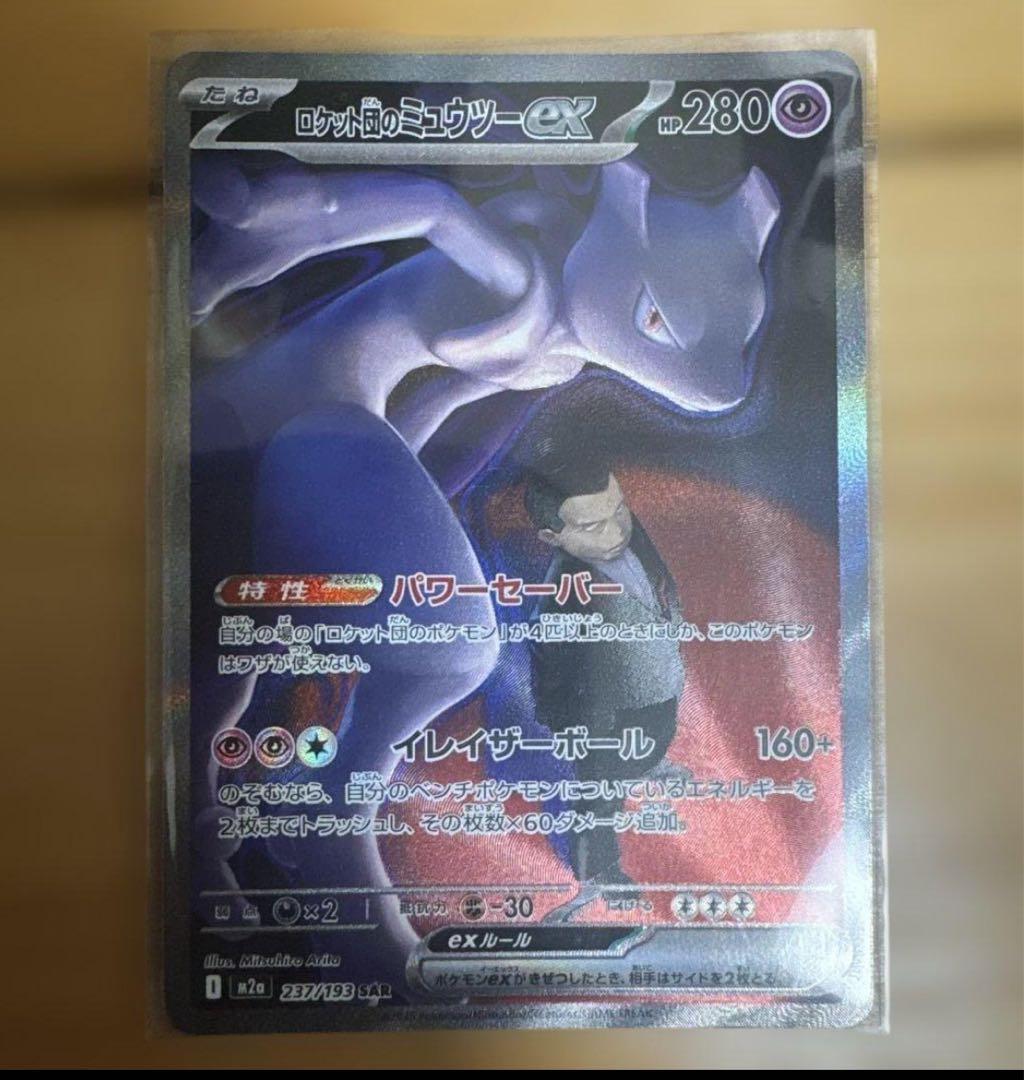 たね
ロケット団のミュウツーex
HP280
特性 パワーセーバー
自分の場の「ロケット団のポケモン」が4匹以上のときにしか、このポケモン
はワザが使えない。
イレイザーボール 160+
のぞむなら、自分のベンチポケモンについているエネルギーを
2枚までトラッシュし、その枚数×60ダメージ追加。
弱点 ×2 抵抗力 -30 にげる
exルール
ポケモンexがきぜつしたとき、相手はサイドを2枚とる。
Illus. Mitsuhiro Arita
I M2a 237/193 SAR